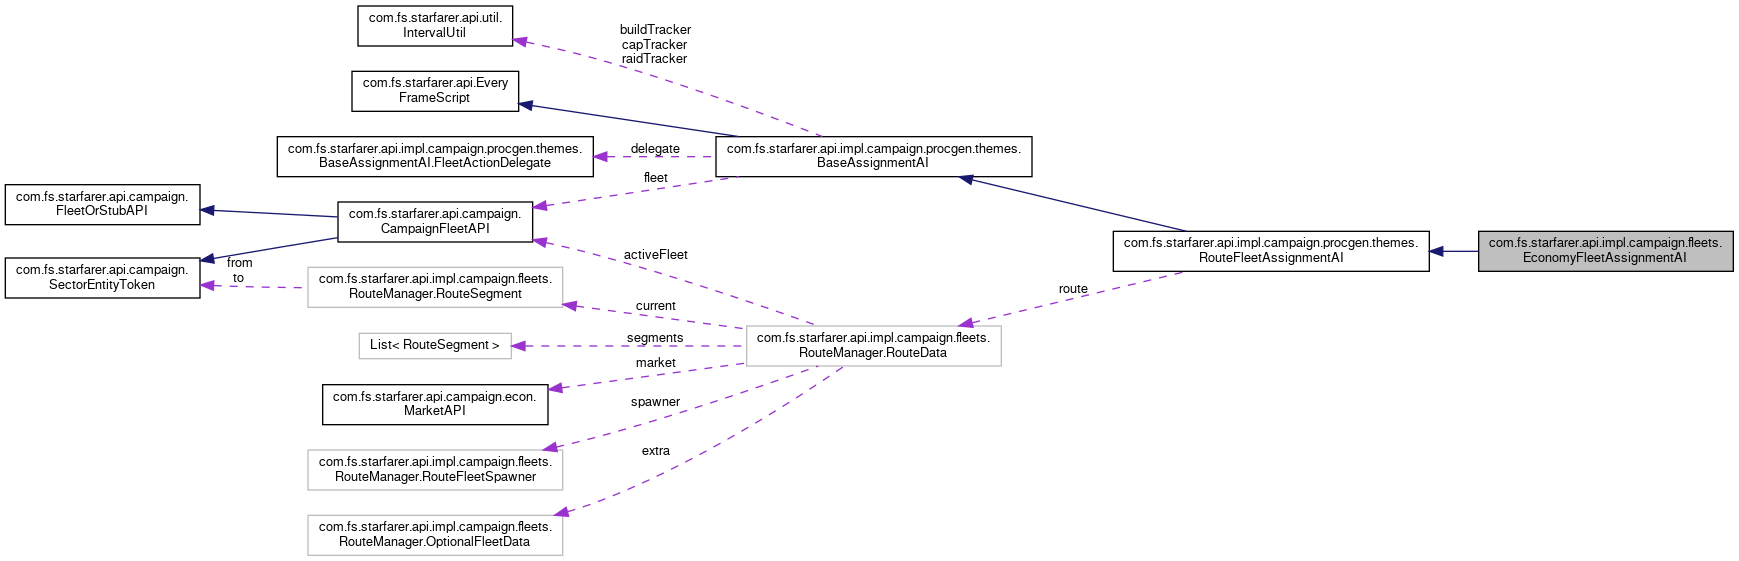 com.fs.starfarer.api.util.
IntervalUtil
buildTracker
capTracker
raidTracker
com.fs.starfarer.api.Every
FrameScript
com.fs.starfarer.api.impl.campaign.procgen.themes.
BaseAssignmentAI.FleetActionDelegate
delegate
com.fs.starfarer.api.impl.campaign.procgen.themes.
BaseAssignmentAI
fleet
com.fs.starfarer.api.campaign.
FleetOrStubAPI
com.fs.starfarer.api.campaign.
CampaignFleetAPI
com.fs.starfarer.api.impl.campaign.procgen.themes.
RouteFleetAssignmentAI
com.fs.starfarer.api.impl.campaign.fleets.
EconomyFleetAssignmentAI
activeFleet
com.fs.starfarer.api.campaign.
SectorEntityToken
from
to
com.fs.starfarer.api.impl.campaign.fleets.
RouteManager.RouteSegment
current
route
List< RouteSegment >
segments
com.fs.starfarer.api.impl.campaign.fleets.
RouteManager.RouteData
market
com.fs.starfarer.api.campaign.econ.
MarketAPI
spawner
com.fs.starfarer.api.impl.campaign.fleets.
RouteManager.RouteFleetSpawner
extra
com.fs.starfarer.api.impl.campaign.fleets.
RouteManager.OptionalFleetData